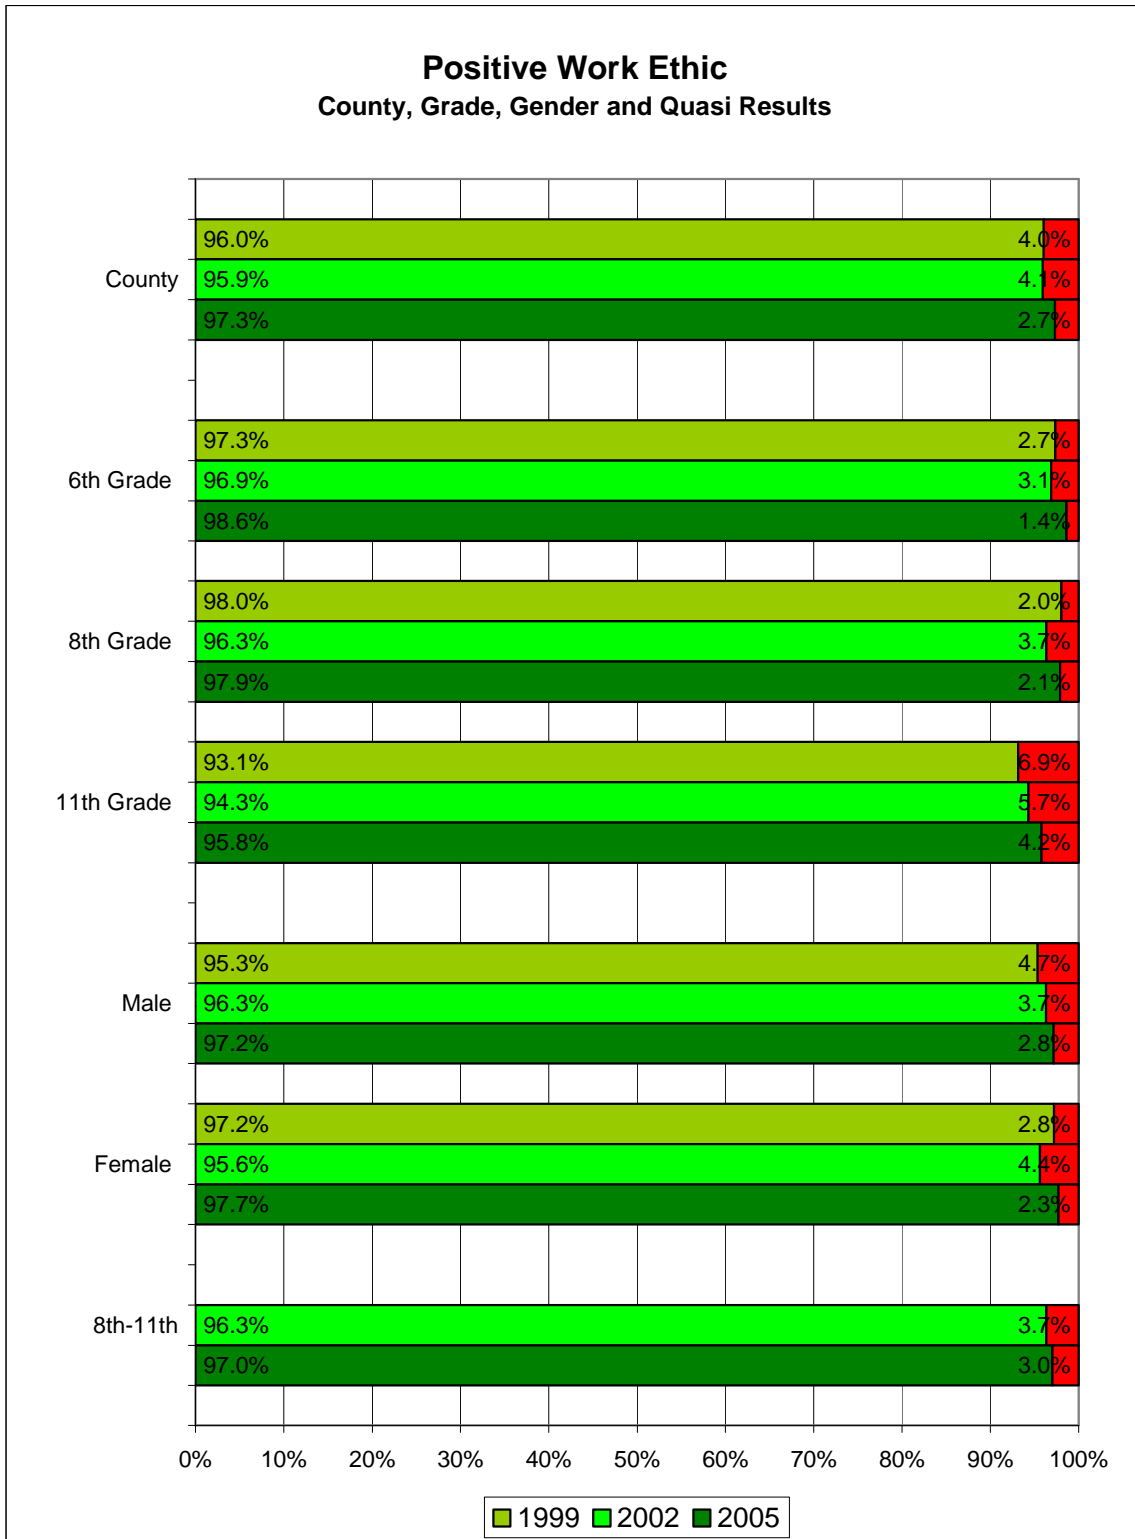 Positive Work Ethic
County, Grade, Gender and Quasi Results
96.0% 4.0%
County 95.9% 4.1%
97.3% 2.7%
97.3% 2.7%
6th Grade 96.9% 3.1%
98.6% 1.4%
98.0% 2.0%
8th Grade 96.3% 3.7%
97.9% 2.1%
93.1% 6.9%
11th Grade 94.3% 5.7%
95.8% 4.2%
95.3% 4.7%
Male 96.3% 3.7%
97.2% 2.8%
97.2% 2.8%
Female 95.6% 4.4%
97.7% 2.3%
8th-11th 96.3% 3.7%
97.0% 3.0%
0% 10% 20% 30% 40% 50% 60% 70% 80% 90% 100%
1999 2002 2005